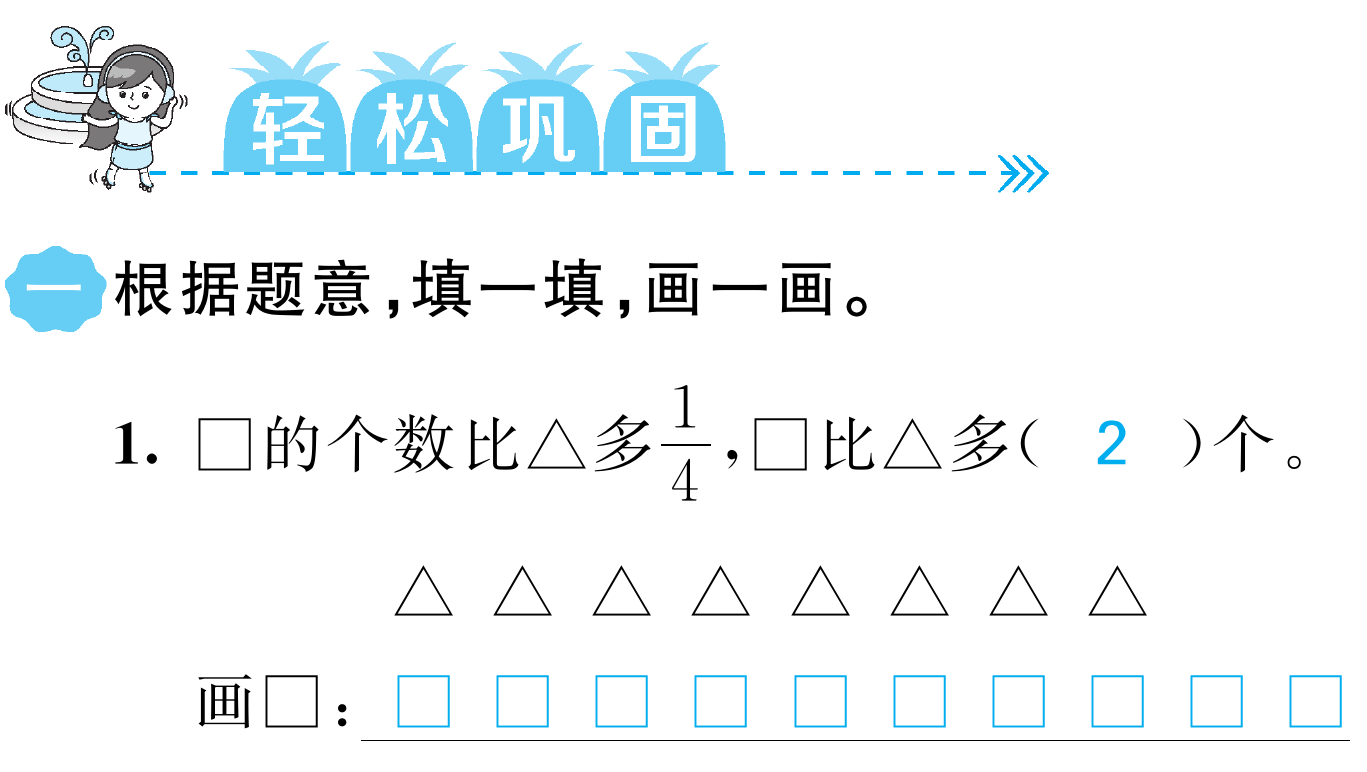 轻松巩固
一 根据题意,填一填,画一画。
1. □的个数比△多1/4,□比△多( 2 )个。
△ △ △ △ △ △ △ △
画□: □ □ □ □ □ □ □ □ □ □